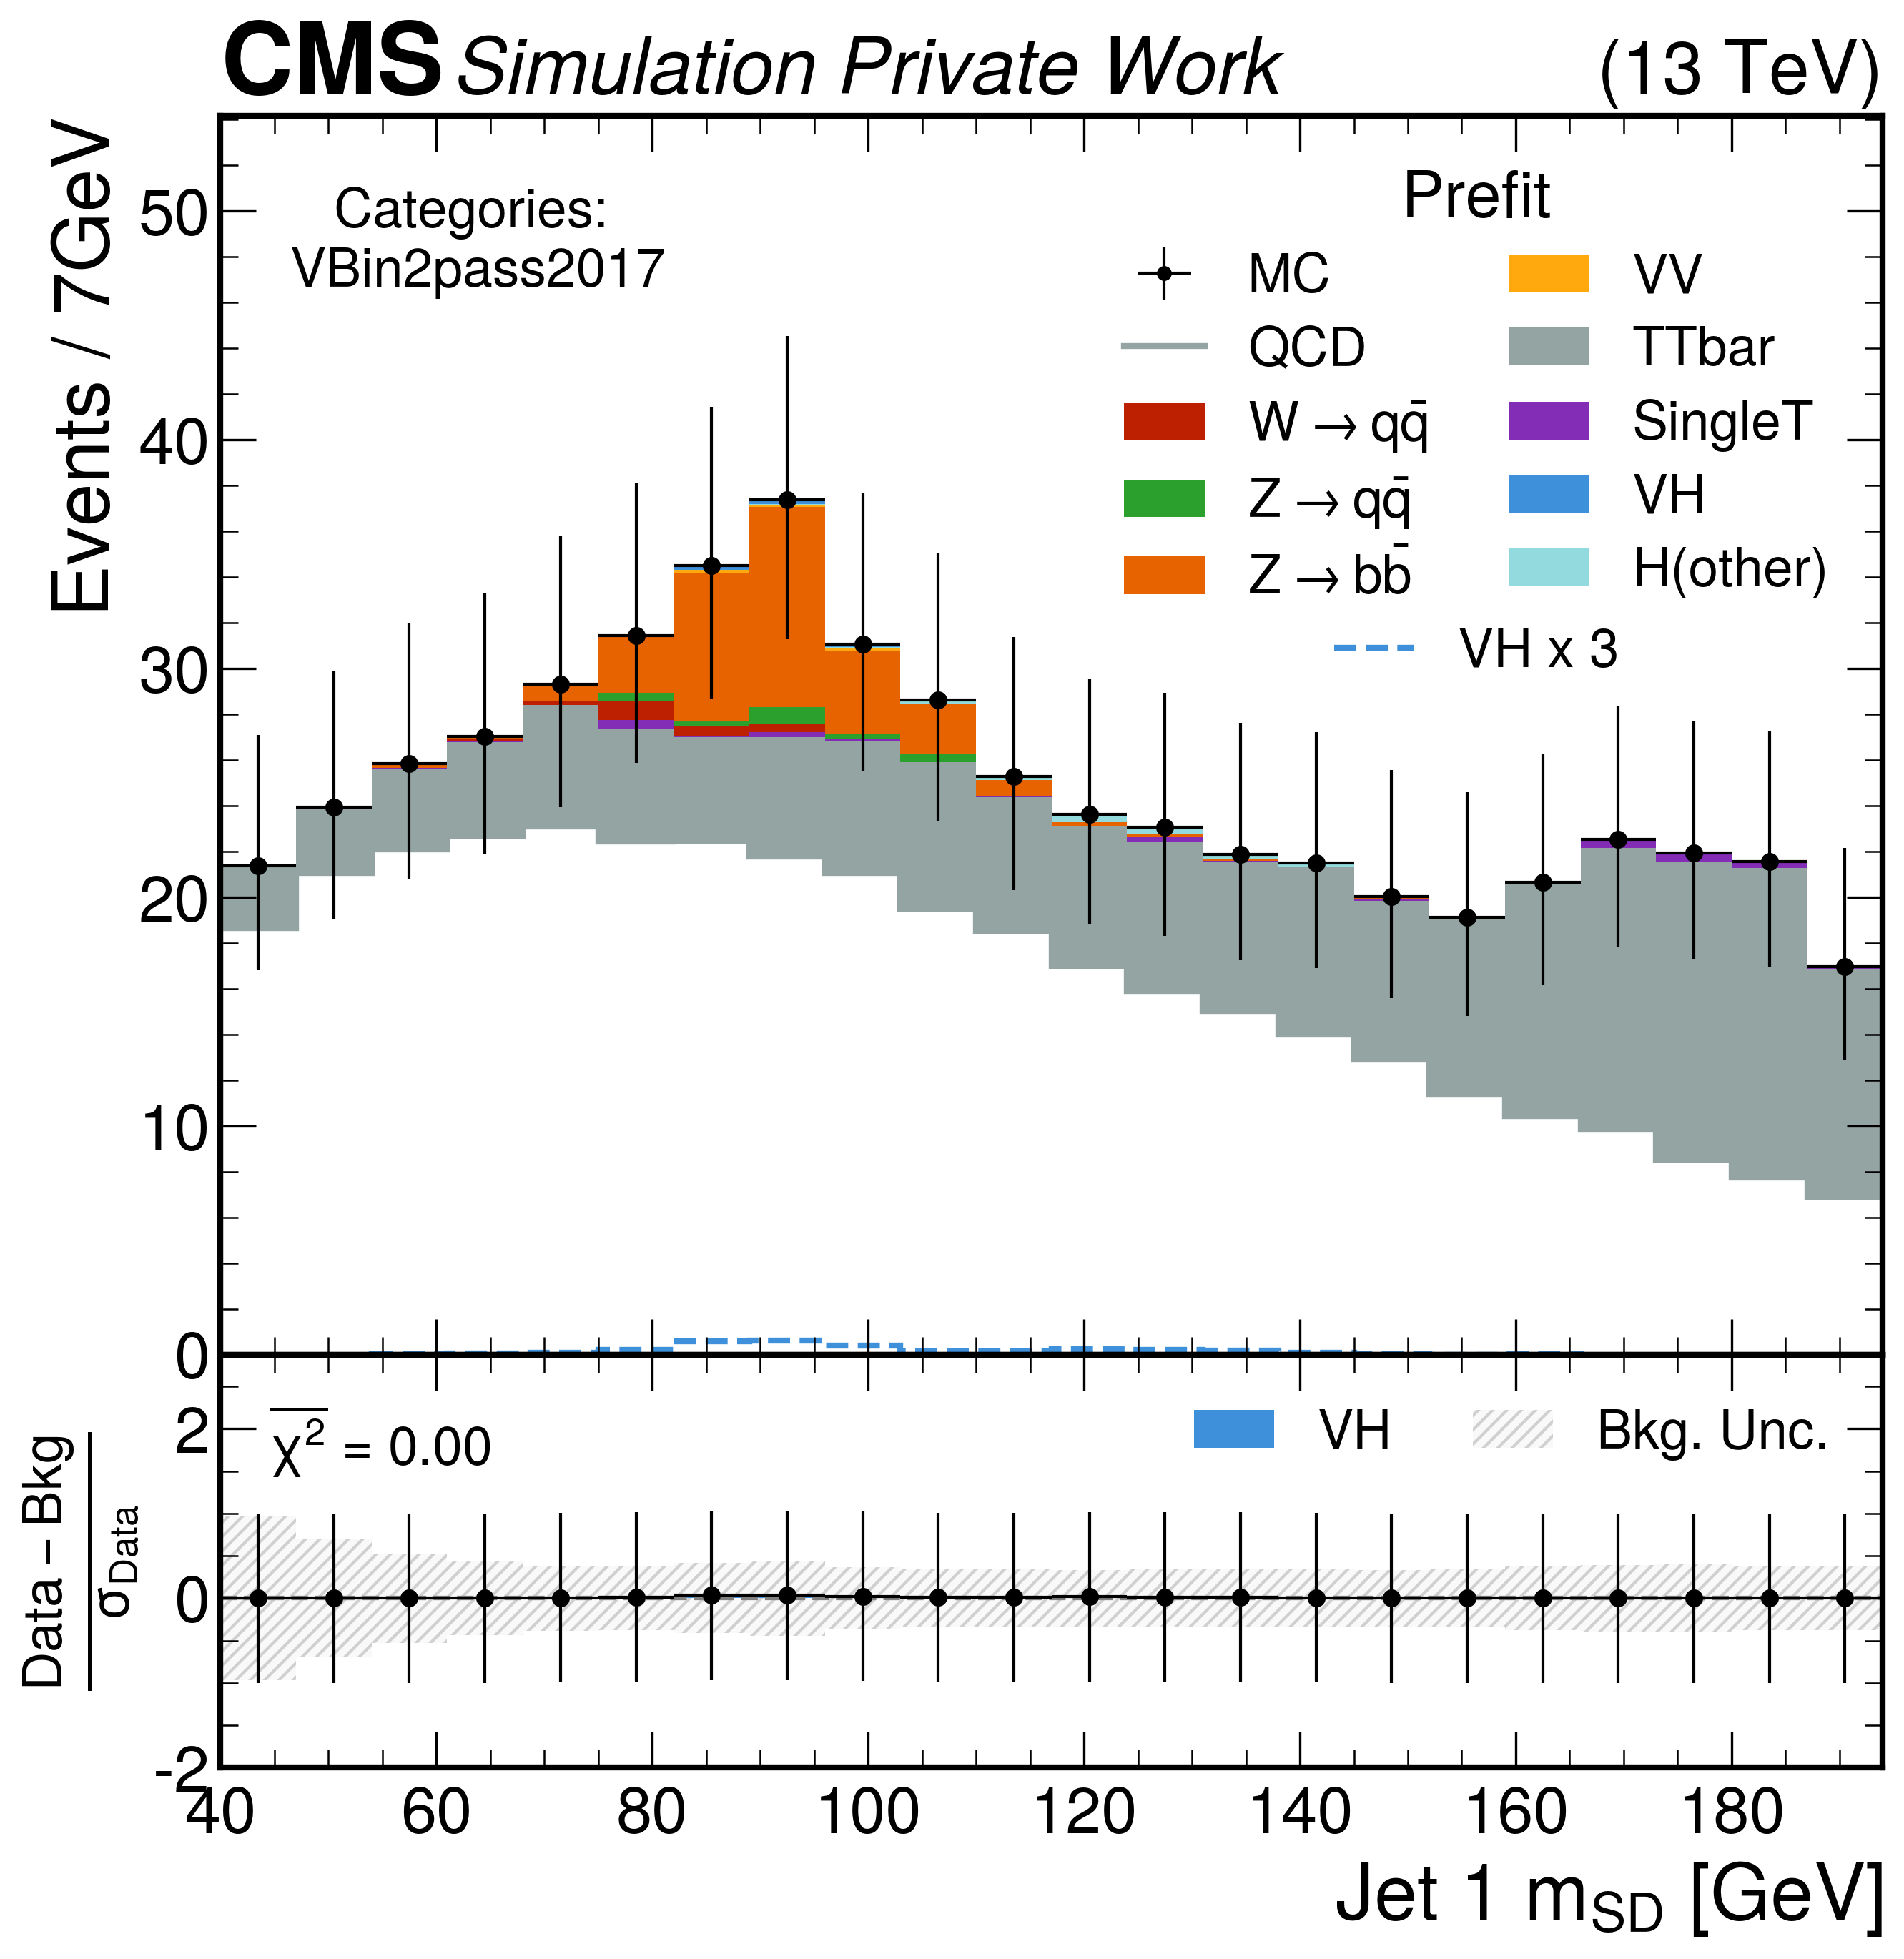 CMS Simulation Private Work (13 TeV)
Events / 7GeV
Categories:
VBin2pass2017
Prefit
MC
QCD
W → qq̄
Z → qq̄
Z → bb̄
VV
TTbar
SingleT
VH
H(other)
VH x 3
50
40
30
20
10
0
Data – Bkg
σ_Data
χ² = 0.00
VH
Bkg. Unc.
2
0
-2
40 60 80 100 120 140 160 180
Jet 1 m_SD [GeV]